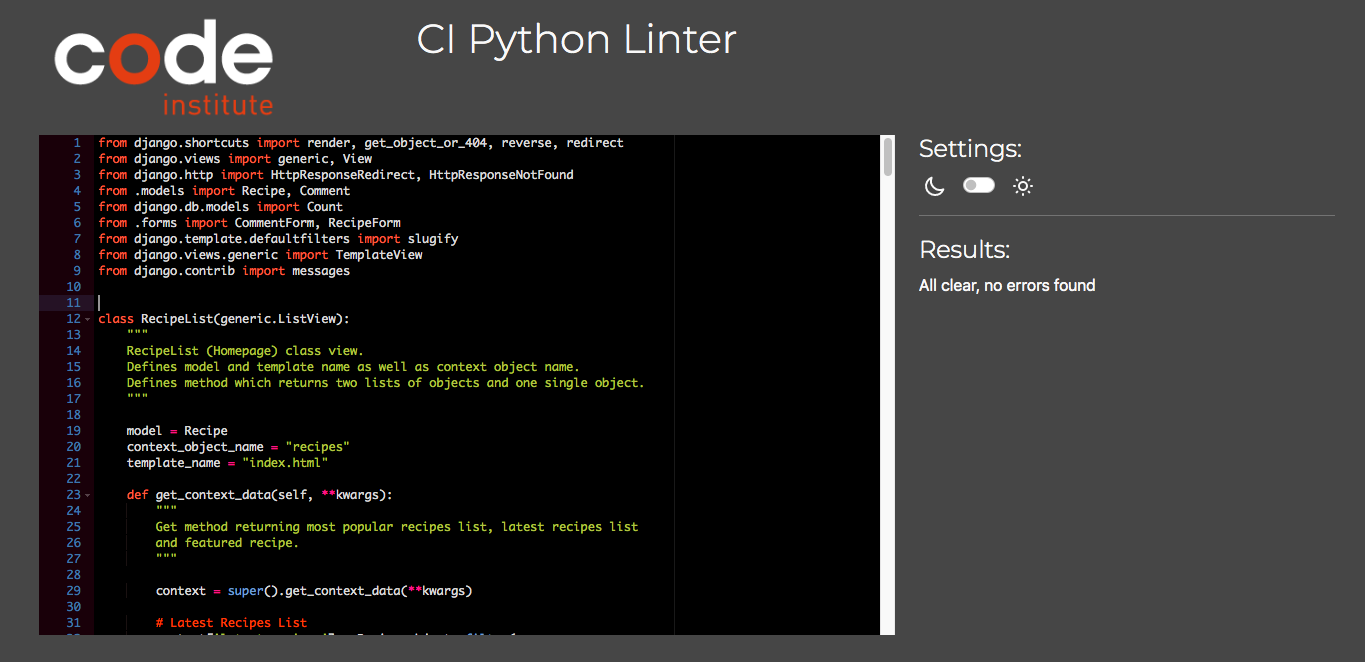 code
institute
CI Python Linter
1 from django.shortcuts import render, get_object_or_404, reverse, redirect
2 from django.views import generic, View
3 from django.http import HttpResponseRedirect, HttpResponseNotFound
4 from .models import Recipe, Comment
5 from django.db.models import Count
6 from .forms import CommentForm, RecipeForm
7 from django.template.defaultfilters import slugify
8 from django.views.generic import TemplateView
9 from django.contrib import messages
10
11
12 class RecipeList(generic.ListView):
13 """
14 RecipeList (Homepage) class view.
15 Defines model and template name as well as context object name.
16 Defines method which returns two lists of objects and one single object.
17 """
18
19 model = Recipe
20 context_object_name = "recipes"
21 template_name = "index.html"
22
23 def get_context_data(self, **kwargs):
24 """
25 Get method returning most popular recipes list, latest recipes list
26 and featured recipe.
27 """
28
29 context = super().get_context_data(**kwargs)
30
31 # Latest Recipes List
Settings:
Results:
All clear, no errors found